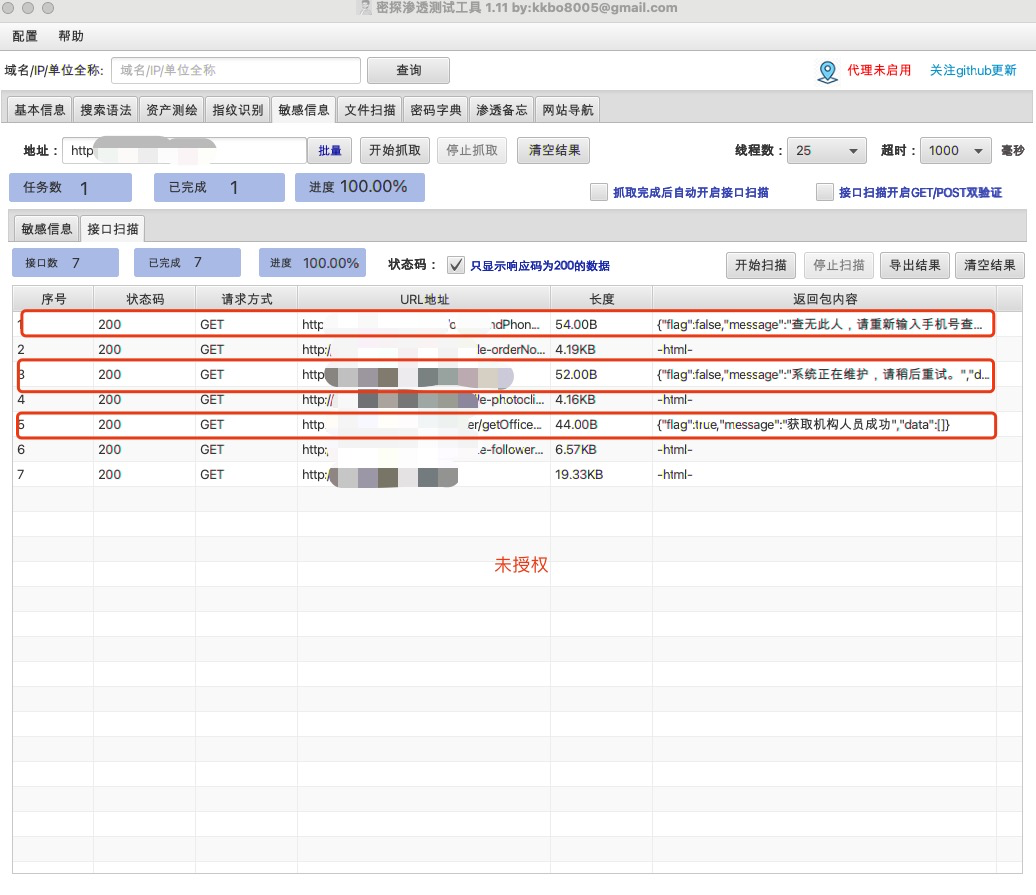 密探渗透测试工具 1.11 by:kkbo8005@gmail.com
配置 帮助
域名/IP/单位全称: 域名/IP/单位全称 查询 代理未启用 关注github更新
基本信息 搜索语法 资产测绘 指纹识别 敏感信息 文件扫描 密码字典 渗透备忘 网站导航
地址： http 批量 开始抓取 停止抓取 清空结果 线程数： 25 超时： 1000 毫秒
任务数 1 已完成 1 进度 100.00% 抓取完成后自动开启接口扫描 接口扫描开启GET/POST双验证
敏感信息 接口扫描
接口数 7 已完成 7 进度 100.00% 状态码： 只显示响应码为200的数据 开始扫描 停止扫描 导出结果 清空结果
序号 状态码 请求方式 URL地址 长度 返回包内容
1 200 GET http ndPhon... 54.00B {"flag":false,"message":"查无此人，请重新输入手机号查...
2 200 GET http:/ le-orderNo... 4.19KB -html-
3 200 GET http 52.00B {"flag":false,"message":"系统正在维护，请稍后重试。","d...
4 200 GET http:// /e-photocli... 4.16KB -html-
5 200 GET http er/getOffice... 44.00B {"flag":true,"message":"获取机构人员成功","data":[]}
6 200 GET http:/ e-follower... 6.57KB -html-
7 200 GET http:/ 19.33KB -html-
未授权